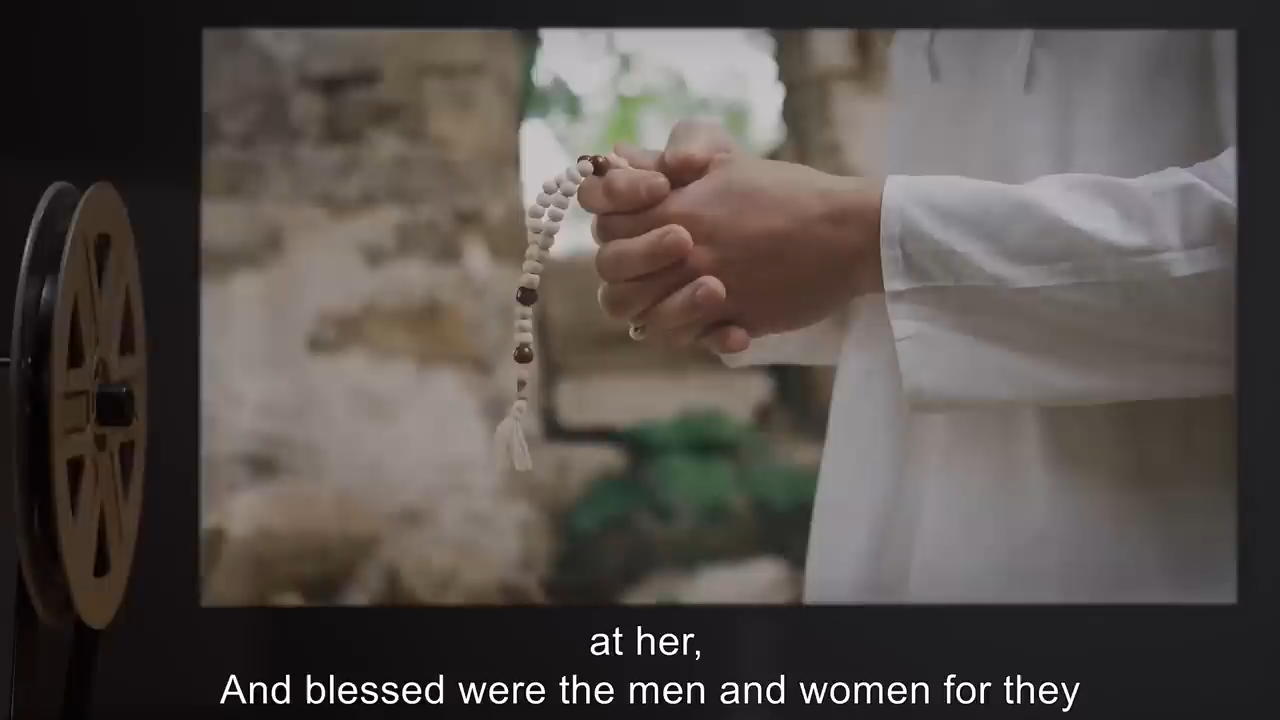 at her,
And blessed were the men and women for they